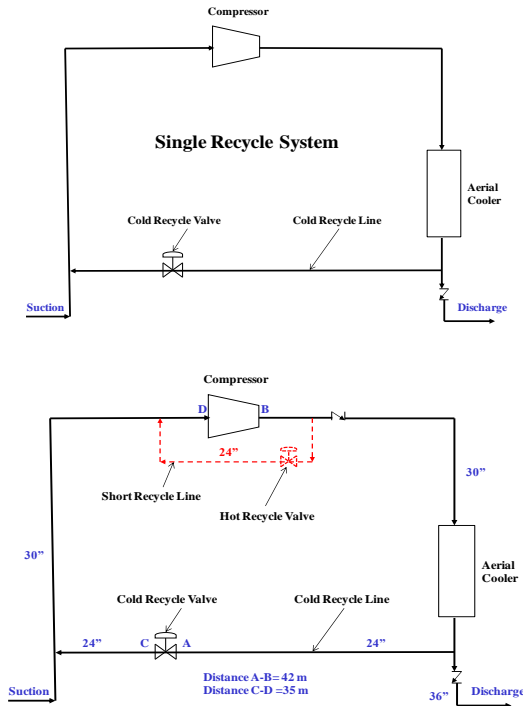 Compressor
Single Recycle System
Aerial
Cooler
Cold Recycle Valve
Cold Recycle Line
Suction
Discharge
Compressor
D
B
24”
30”
Short Recycle Line
Hot Recycle Valve
30”
Aerial
Cooler
Cold Recycle Valve
Cold Recycle Line
24”
C
A
24”
Distance A-B= 42 m
Distance C-D= 35 m
Suction
36”
Discharge